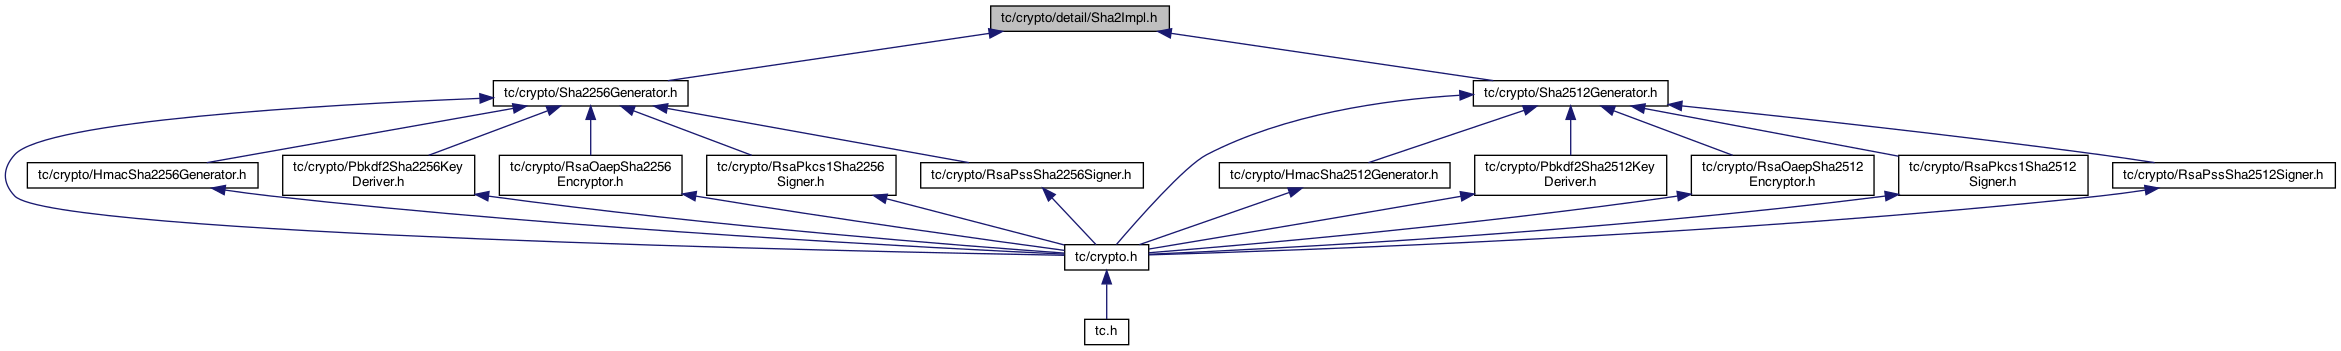 tc/crypto/detail/Sha2Impl.h
tc/crypto/Sha2256Generator.h
tc/crypto/Sha2512Generator.h
tc/crypto/HmacSha2256Generator.h
tc/crypto/Pbkdf2Sha2256Key
Deriver.h
tc/crypto/RsaOaepSha2256
Encryptor.h
tc/crypto/RsaPkcs1Sha2256
Signer.h
tc/crypto/RsaPssSha2256Signer.h
tc/crypto/HmacSha2512Generator.h
tc/crypto/Pbkdf2Sha2512Key
Deriver.h
tc/crypto/RsaOaepSha2512
Encryptor.h
tc/crypto/RsaPkcs1Sha2512
Signer.h
tc/crypto/RsaPssSha2512Signer.h
tc/crypto.h
tc.h